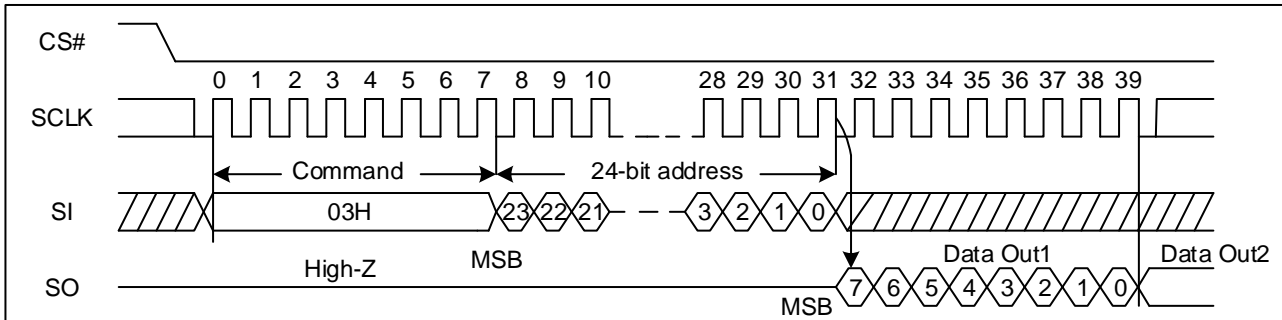 CS#
0 1 2 3 4 5 6 7 8 9 10 28 29 30 31 32 33 34 35 36 37 38 39
SCLK
Command 24-bit address
SI 03H 23 22 21 3 2 1 0
High-Z MSB Data Out1 Data Out2
SO MSB 7 6 5 4 3 2 1 0